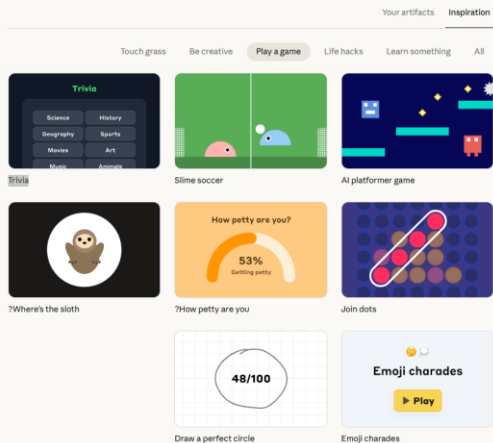 Your artifacts Inspiration
Touch grass Be creative Play a game Life hacks Learn something All
Trivia
Science History
Geography Sports
Movies Art
Music Animals
Trivia
Slime soccer
AI platformer game
How petty are you?
53%
Getting petty
?Where's the sloth
?How petty are you
Join dots
48/100
Emoji charades
Play
Draw a perfect circle
Emoji charades